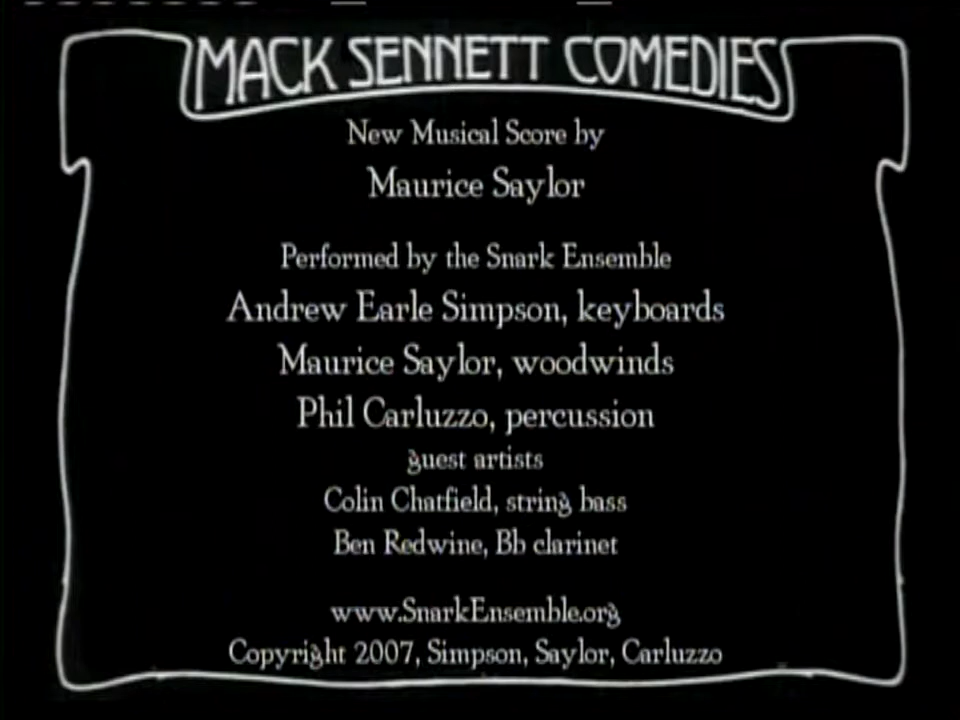 MACK SENNETT COMEDIES
New Musical Score by
Maurice Saylor
Performed by the Snark Ensemble
Andrew Earle Simpson, keyboards
Maurice Saylor, woodwinds
Phil Carluzzo, percussion
guest artists
Colin Chatfield, string bass
Ben Redwine, Bb clarinet
www.SnarkEnsemble.org
Copyright 2007, Simpson, Saylor, Carluzzo